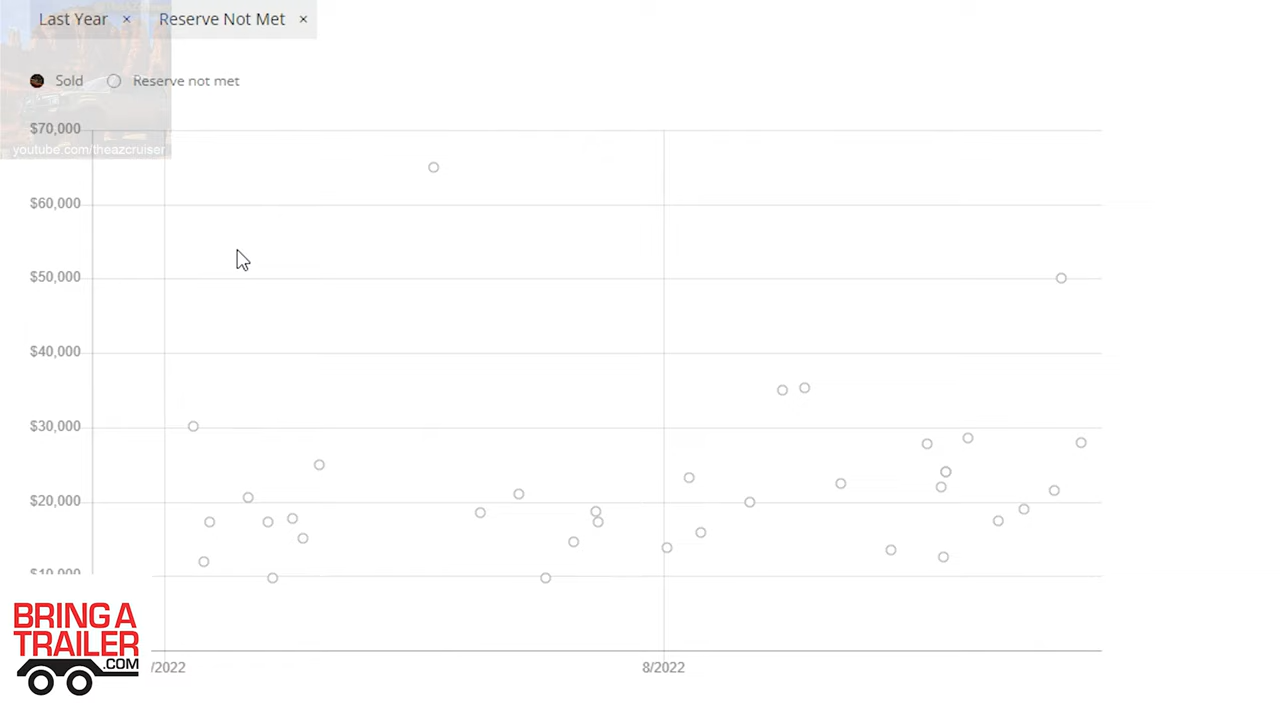 Last Year × Reserve Not Met ×
Sold Reserve not met
$70,000
youtube.com/theazcruiser
$60,000
$50,000
$40,000
$30,000
$20,000
$10,000
BRING A
TRAILER
.COM
/2022 8/2022